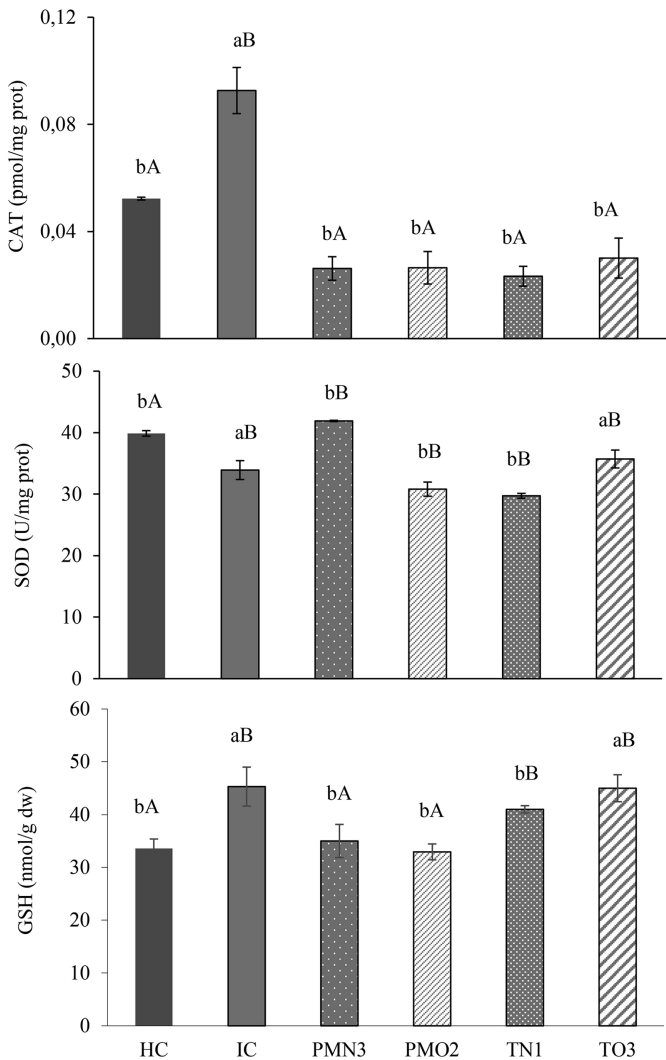 0,12
0,08
0,04
0,00
CAT (pmol/mg prot)
bA
aB
bA
bA
bA
bA
50
40
30
20
10
0
SOD (U/mg prot)
bA
aB
bB
bB
bB
aB
60
50
40
30
20
10
0
GSH (nmol/g dw)
bA
aB
bA
bA
bB
aB
HC IC PMN3 PMO2 TN1 TO3